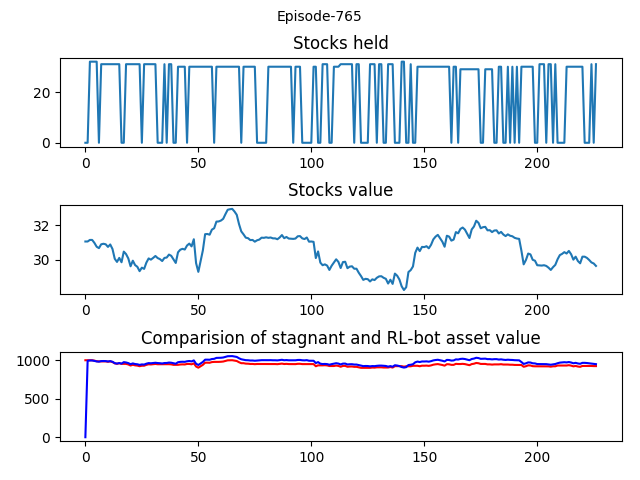 Episode-765
Stocks held
20
0
0 50 100 150 200
Stocks value
32
30
0 50 100 150 200
Comparision of stagnant and RL-bot asset value
1000
500
0
0 50 100 150 200